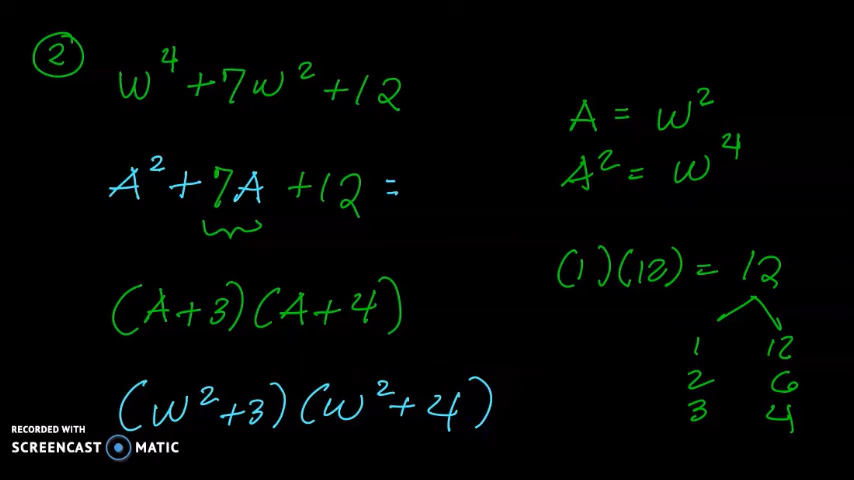 ② w⁴ + 7w² + 12
A² + 7A + 12 =
(A+3)(A+4)
(w²+3)(w²+4)
A = w²
A² = w⁴
(1)(12) = 12
1 12
2 6
3 4
RECORDED WITH
SCREENCAST MATIC